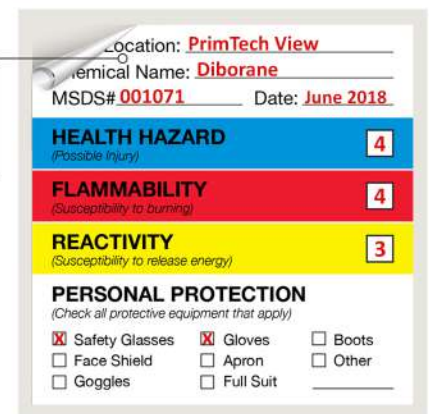 Location: PrimTech View
Chemical Name: Diborane
MSDS# 001071 Date: June 2018
HEALTH HAZARD 4
(Possible Injury)
FLAMMABILITY 4
(Susceptibility to burning)
REACTIVITY 3
(Susceptibility to release energy)
PERSONAL PROTECTION
(Check all protective equipment that apply)
X Safety Glasses X Gloves Boots
Face Shield Apron Other
Goggles Full Suit